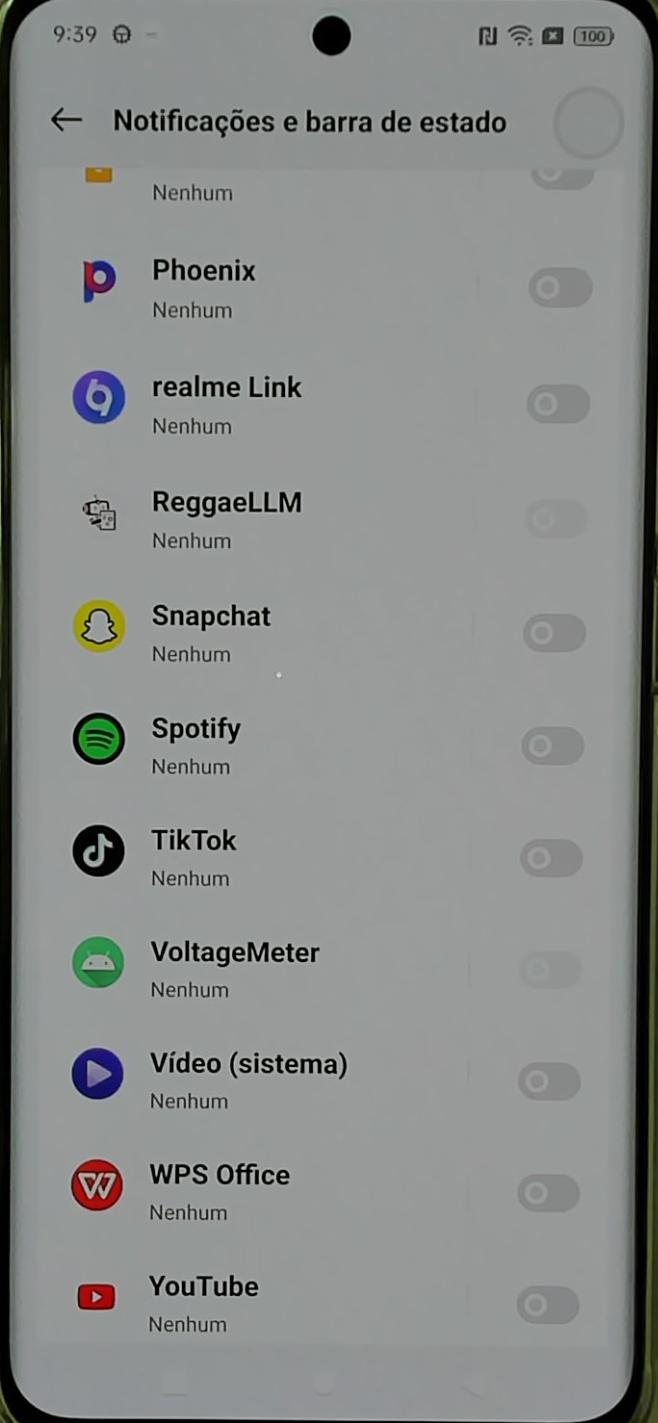 9:39
100
Notificações e barra de estado
Nenhum
Phoenix
Nenhum
realme Link
Nenhum
ReggaeLLM
Nenhum
Snapchat
Nenhum
Spotify
Nenhum
TikTok
Nenhum
VoltageMeter
Nenhum
Vídeo (sistema)
Nenhum
WPS Office
Nenhum
YouTube
Nenhum